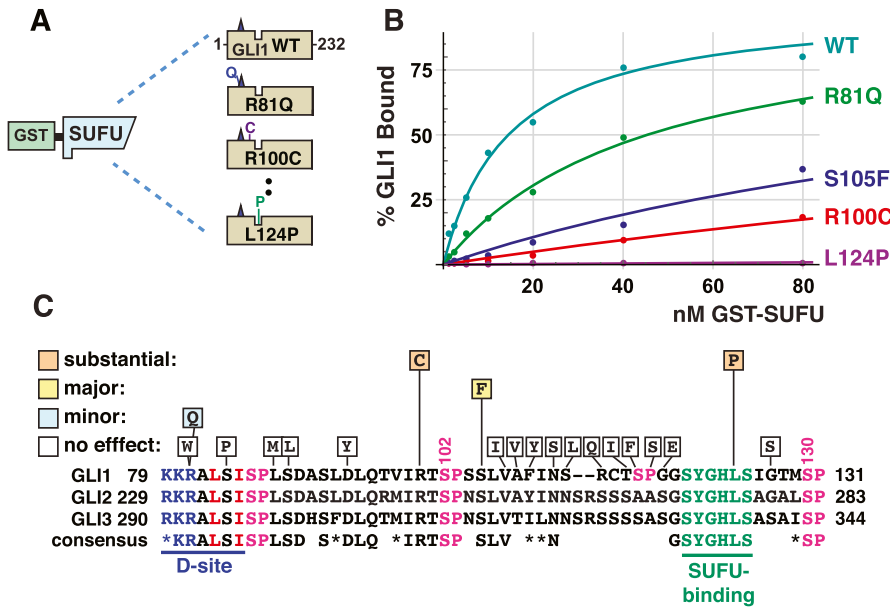 A
GST
SUFU
1-
GLI1 WT
-232
Q
R81Q
C
R100C
P
L124P
B
% GLI1 Bound
75
50
25
20
40
60
80
nM GST-SUFU
WT
R81Q
S105F
R100C
L124P
C
substantial:
major:
minor:
no efffect:
C
P
F
Q
W P M L Y 102 I V Y S L Q I F S E S 130
GLI1 79 KKRALSISPLSDASLDLQTVIRTSPSSLVAFINS--RCTSPGGSYGHLSIGTMSP 131
GLI2 229 RKRALSISPLSDASLDLQRMIRTSPNSLVAYINNSRSSSAASGSYGHLSAGALSP 283
GLI3 290 RKRALSISPLSDHSFDLQTMIRTSPNSLVTILNNSRSSSSASGSYGHLSASAISP 344
consensus *KRALSISPLSD S*DLQ *IRTSP SLV **N GSYGHLS *SP
D-site
SUFU-
binding